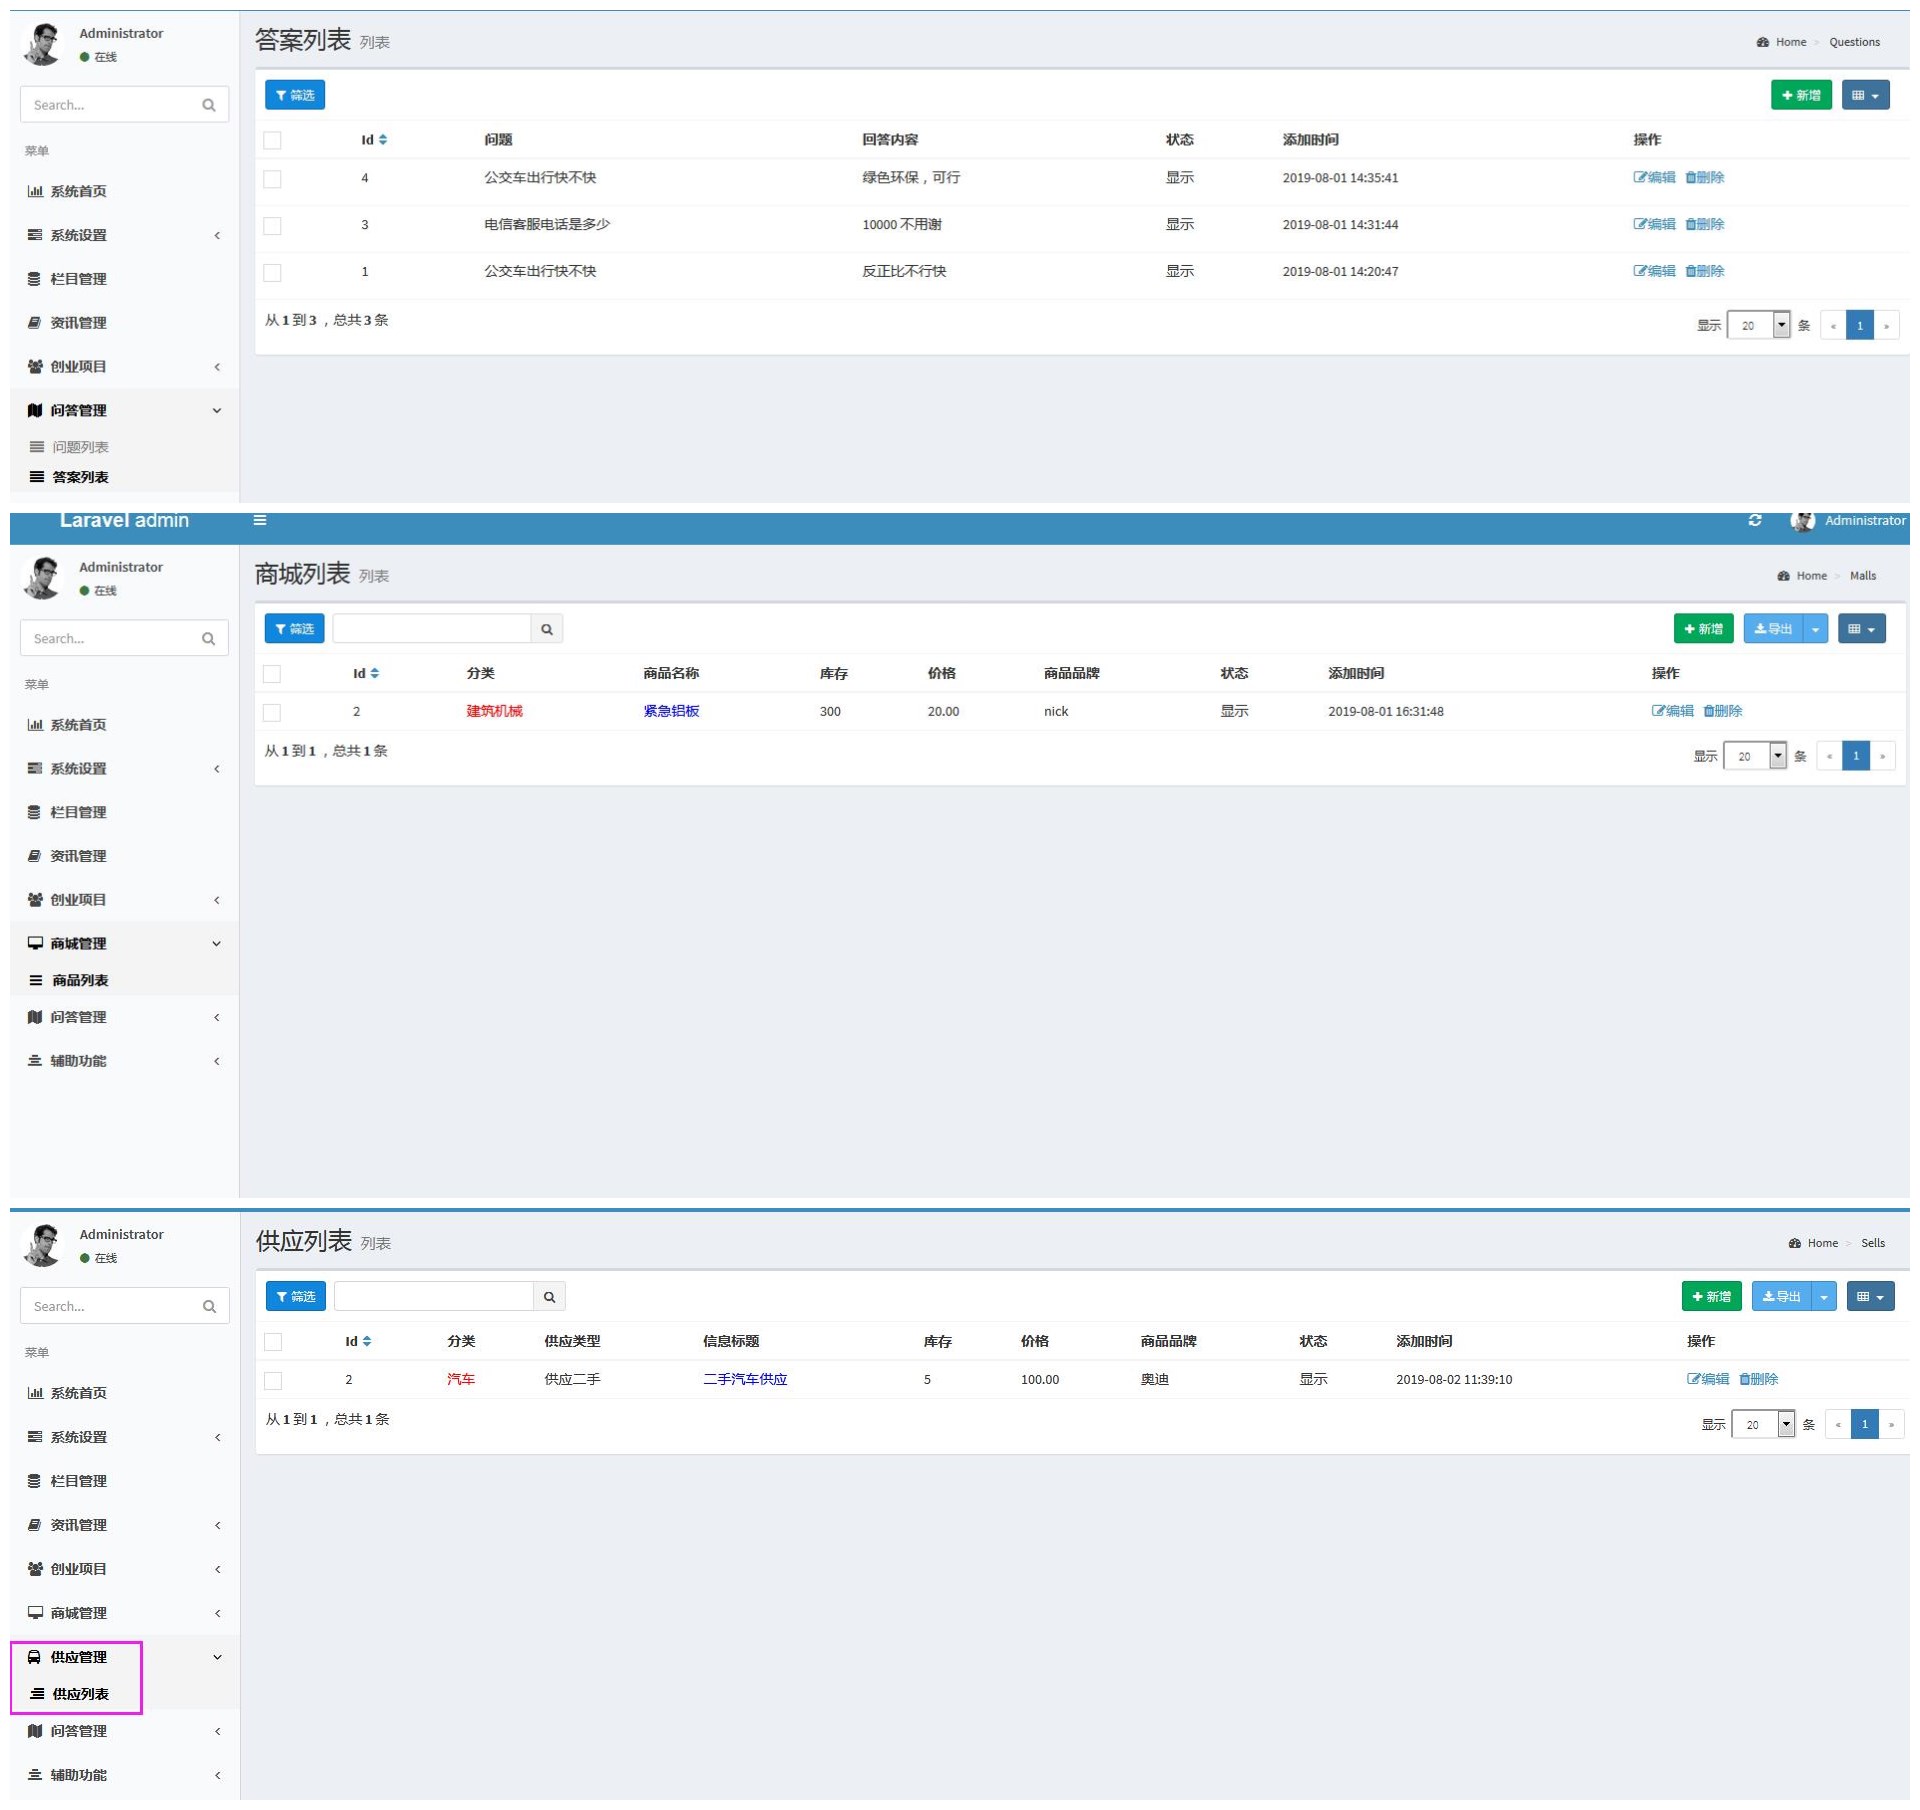 Administrator
在线
Search...
菜单
系统首页
系统设置
栏目管理
资讯管理
创业项目
问答管理
问题列表
答案列表
答案列表 列表
Home > Questions
筛选
新增
Id 问题 回答内容 状态 添加时间 操作
4 公交车出行快不快 绿色环保，可行 显示 2019-08-01 14:35:41 编辑 删除
3 电信客服电话是多少 10000 不用谢 显示 2019-08-01 14:31:44 编辑 删除
1 公交车出行快不快 反正比不行快 显示 2019-08-01 14:20:47 编辑 删除
从 1 到 3 ，总共 3 条
显示 20 条 « 1 »
Laravel admin
Administrator
Administrator
在线
Search...
菜单
系统首页
系统设置
栏目管理
资讯管理
创业项目
商城管理
商品列表
问答管理
辅助功能
商城列表 列表
Home > Malls
筛选
新增 导出
Id 分类 商品名称 库存 价格 商品品牌 状态 添加时间 操作
2 建筑机械 紧急铝板 300 20.00 nick 显示 2019-08-01 16:31:48 编辑 删除
从 1 到 1 ，总共 1 条
显示 20 条 « 1 »
Administrator
在线
Search...
菜单
系统首页
系统设置
栏目管理
资讯管理
创业项目
商城管理
供应管理
供应列表
问答管理
辅助功能
供应列表 列表
Home > Sells
筛选
新增 导出
Id 分类 供应类型 信息标题 库存 价格 商品品牌 状态 添加时间 操作
2 汽车 供应二手 二手汽车供应 5 100.00 奥迪 显示 2019-08-02 11:39:10 编辑 删除
从 1 到 1 ，总共 1 条
显示 20 条 « 1 »